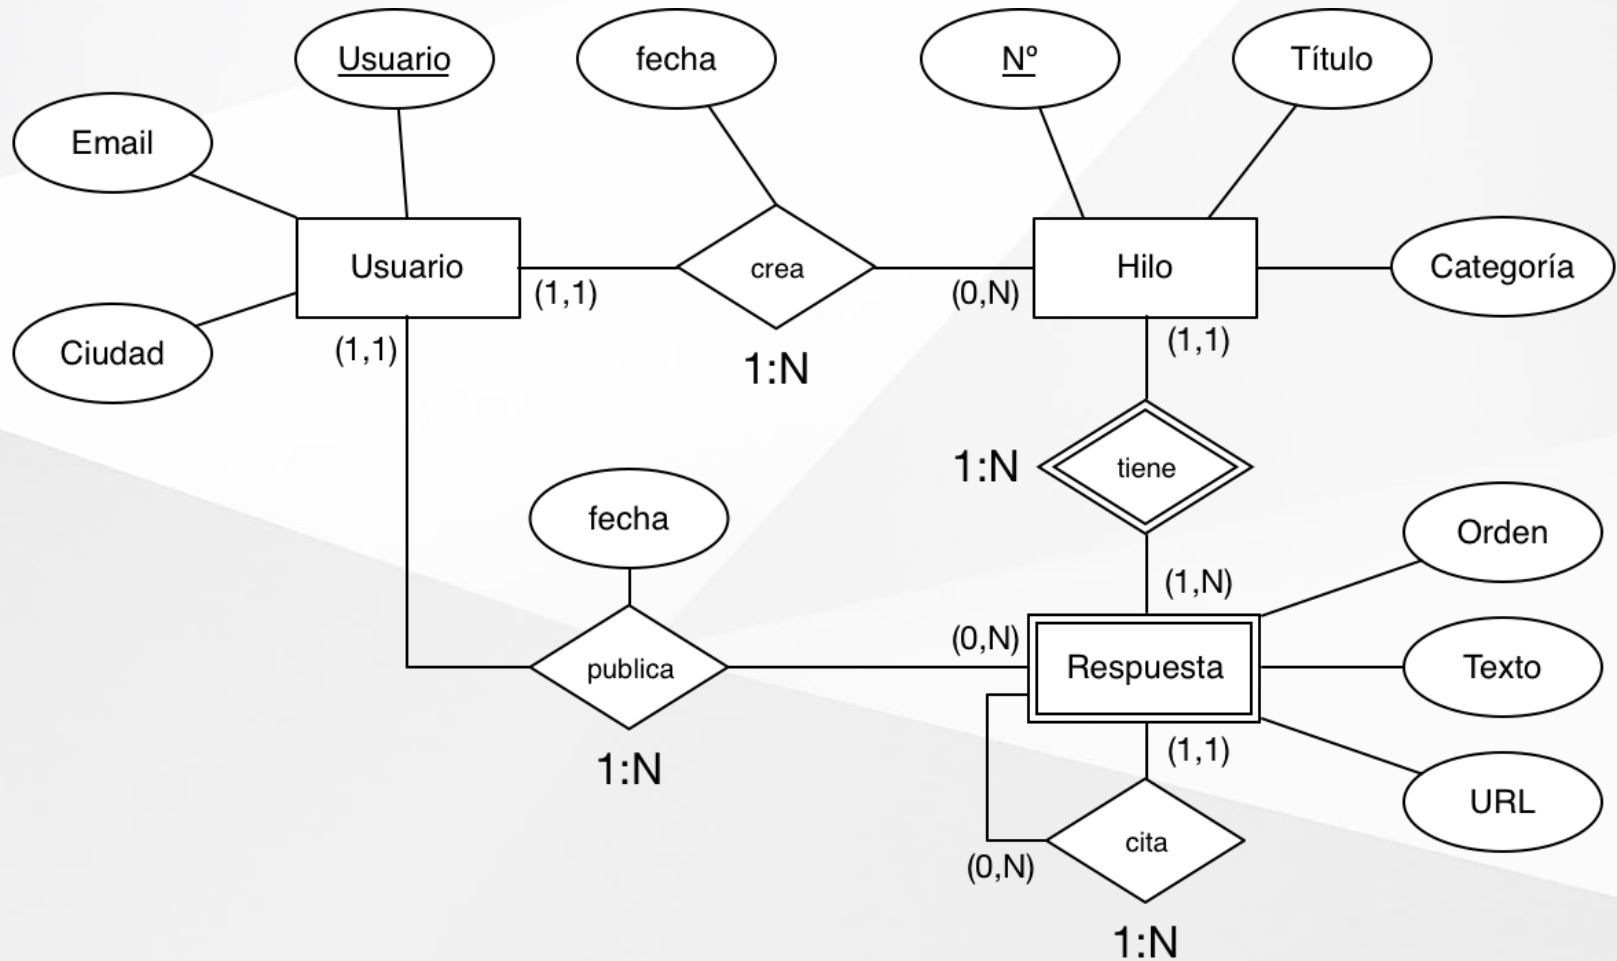 Usuario
fecha
Nº
Título
Email
Usuario
(1,1)
crea
(0,N)
Hilo
Categoría
Ciudad
(1,1)
1:N
(1,1)
1:N
tiene
fecha
Orden
(1,N)
(0,N)
publica
Respuesta
Texto
1:N
(1,1)
URL
(0,N)
cita
1:N